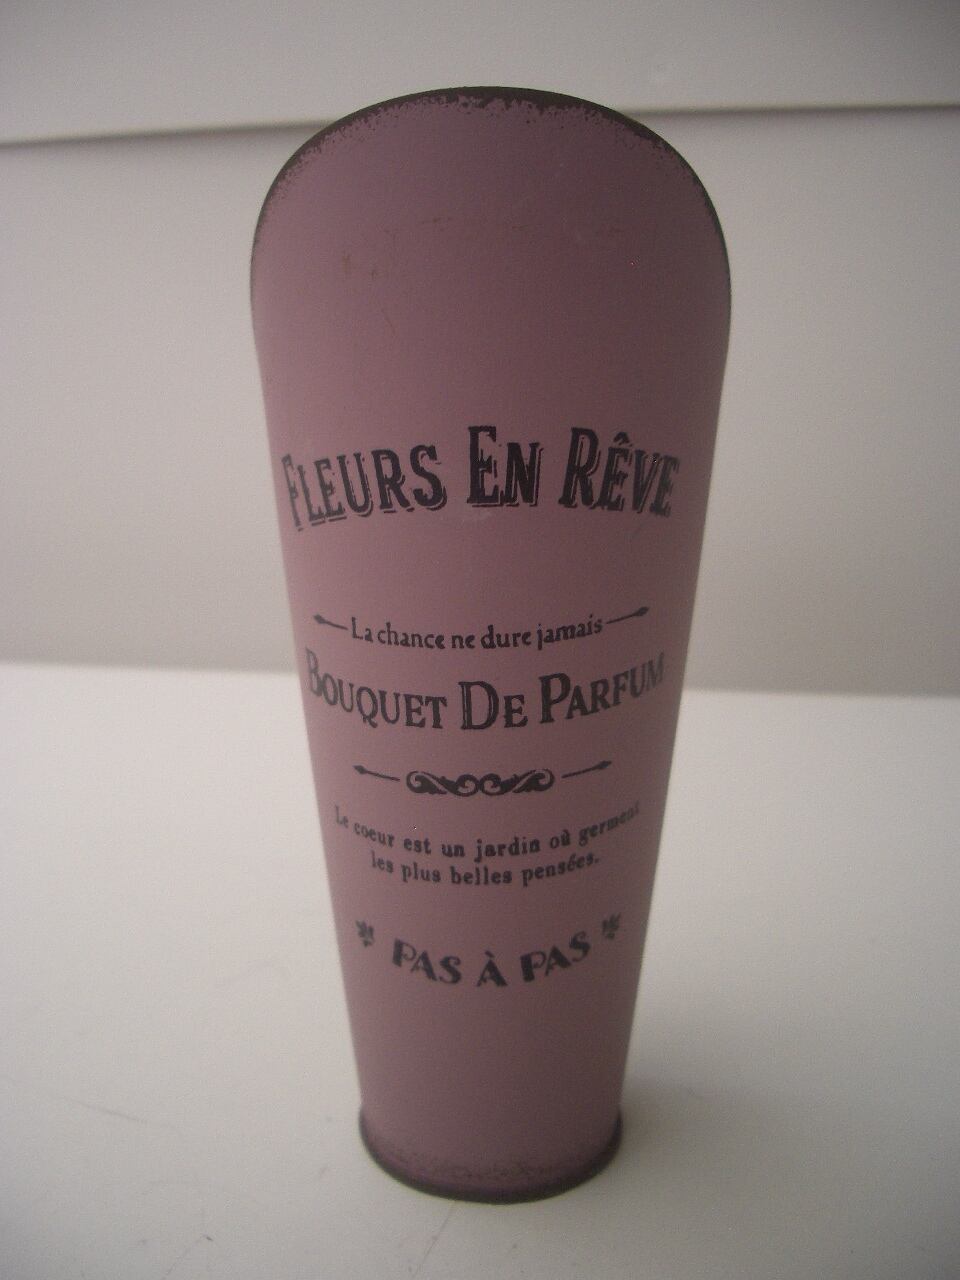 Fleurs En Rêve
La chance ne dure jamais
Bouquet De Parfum
Le coeur est un jardin où germent
les plus belles pensées.
PAS À PAS